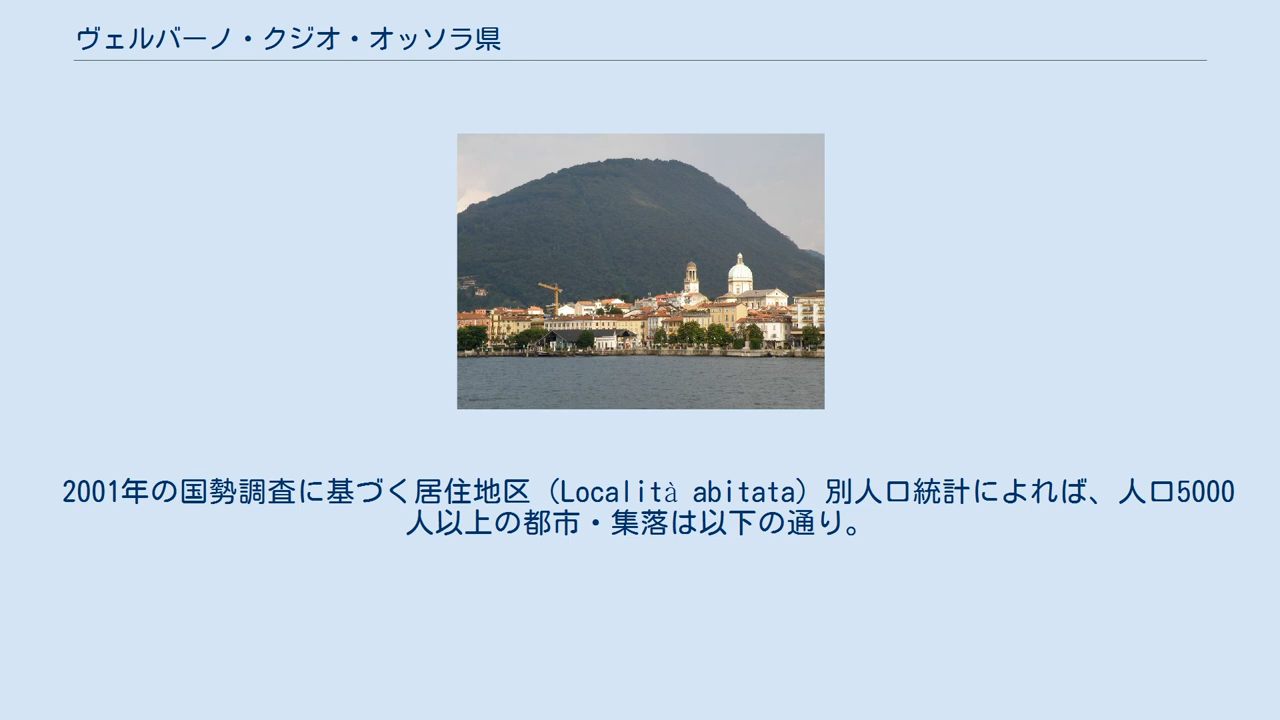 ヴェルバーノ・クジオ・オッソラ県
2001年の国勢調査に基づく居住地区（Località abitata）別人口統計によれば、人口5000
人以上の都市・集落は以下の通り。